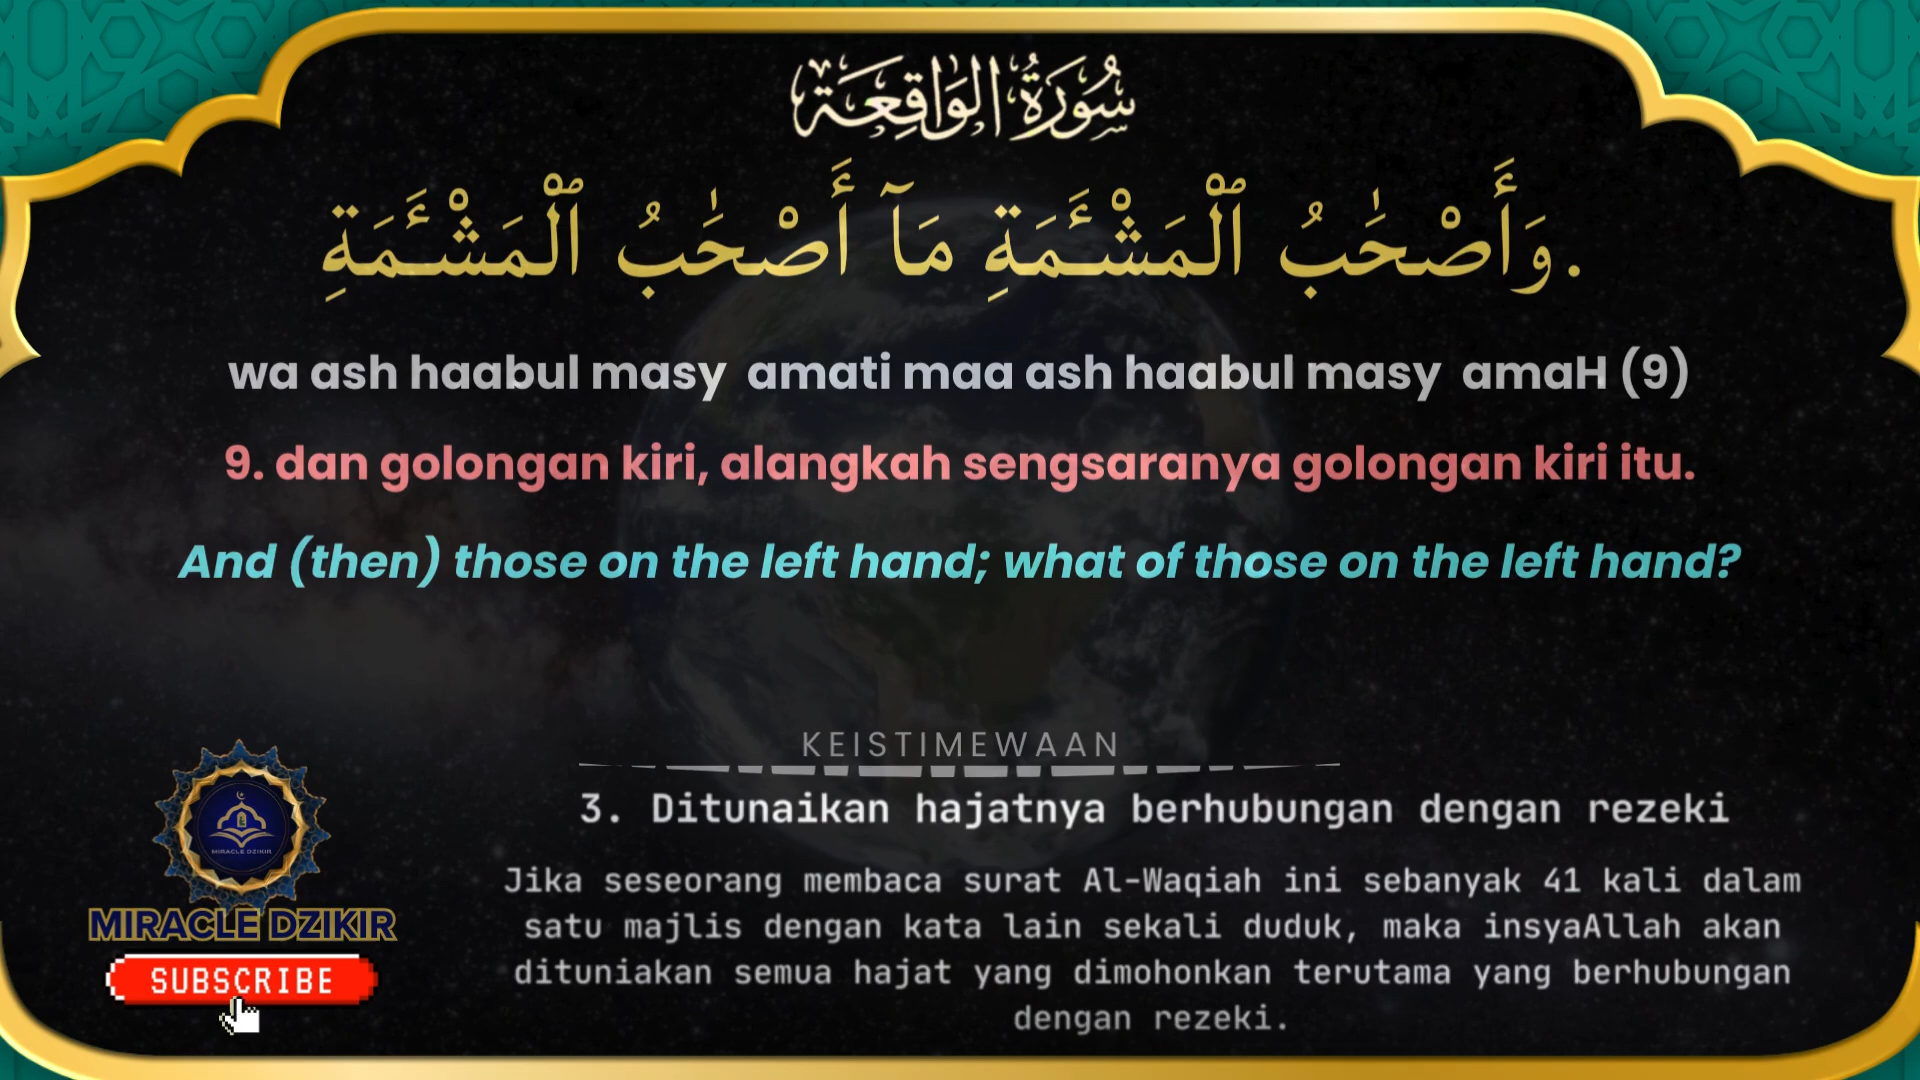 سُورَةُ الوَاقِعَة
وَأَصْحَٰبُ ٱلْمَشْـَٔمَةِ مَآ أَصْحَٰبُ ٱلْمَشْـَٔمَةِ.
wa ash haabul masy  amati maa ash haabul masy  amaH (9)
9. dan golongan kiri, alangkah sengsaranya golongan kiri itu.
And (then) those on the left hand; what of those on the left hand?
KEISTIMEWAAN
3. Ditunaikan hajatnya berhubungan dengan rezeki
Jika seseorang membaca surat Al-Waqiah ini sebanyak 41 kali dalam
satu majlis dengan kata lain sekali duduk, maka insyaAllah akan
dituniakan semua hajat yang dimohonkan terutama yang berhubungan
dengan rezeki.
MIRACLE DZIKIR
MIRACLE DZIKIR
SUBSCRIBE